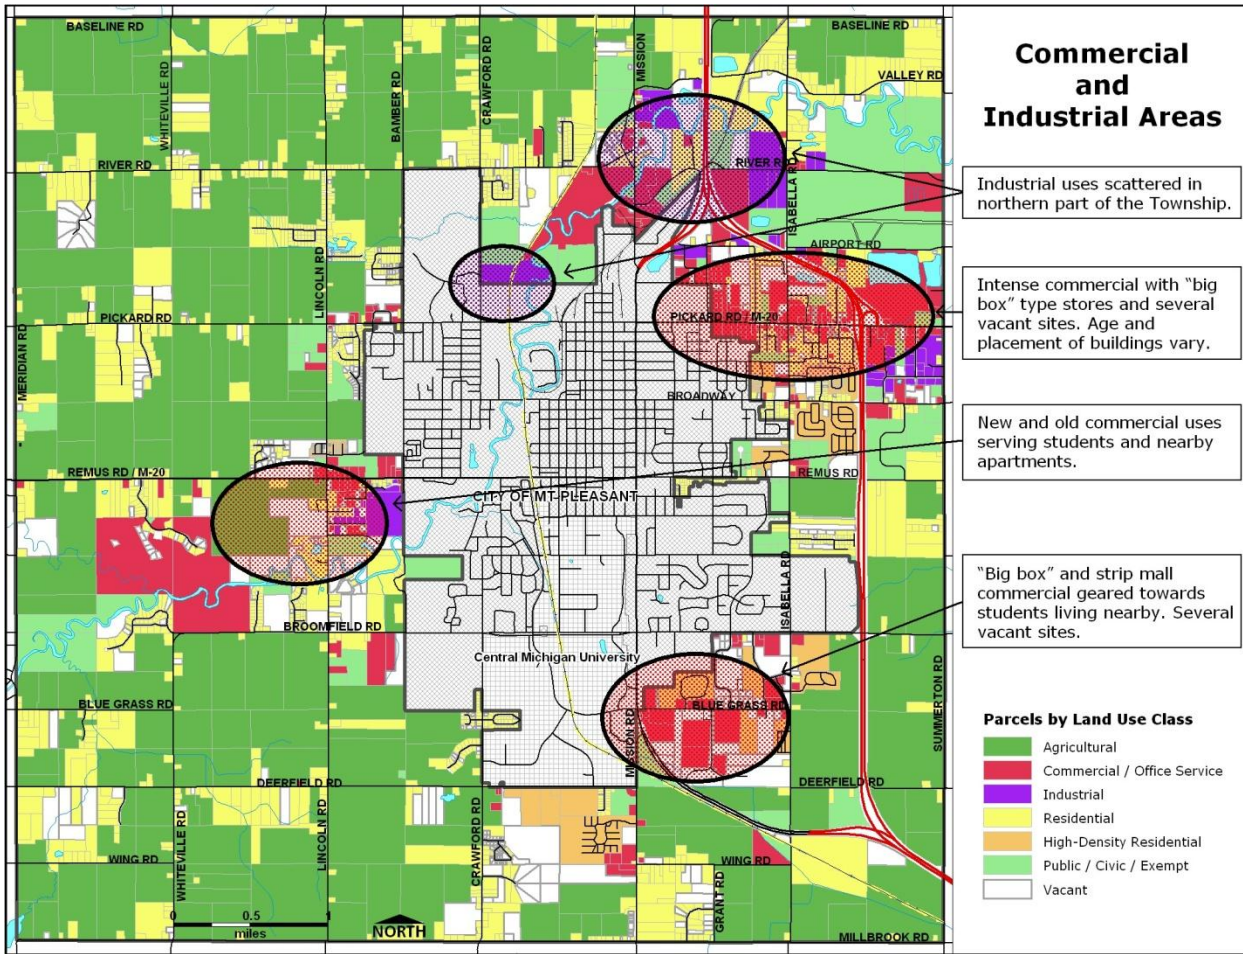 BASELINE RD
BASELINE RD
VALLEY RD
WHITEVILLE RD
BAMBER RD
CRAWFORD RD
MISSION
RIVER RD
RIVER R
ISABELLA RD
AIRPORT RD
LINCOLN RD
PICKARD RD
PICKARD RD / M-20
MERIDIAN RD
BROADWAY
REMUS RD / M-20
REMUS RD
CITY OF MT PLEASANT
ISABELLA RD
BROOMFIELD RD
Central Michigan University
BLUE GRASS RD
BLUE GRASS RD
MISSION RD
SUMMERTON RD
DEERFIELD RD
DEERFIELD RD
WHITEVILLE RD
LINCOLN RD
CRAWFORD RD
WING RD
WING RD
GRANT RD
MILLBROOK RD
0 0.5 1
miles
NORTH
Commercial
and
Industrial Areas
Industrial uses scattered in
northern part of the Township.
Intense commercial with “big
box” type stores and several
vacant sites. Age and
placement of buildings vary.
New and old commercial uses
serving students and nearby
apartments.
“Big box” and strip mall
commercial geared towards
students living nearby. Several
vacant sites.
Parcels by Land Use Class
Agricultural
Commercial / Office Service
Industrial
Residential
High-Density Residential
Public / Civic / Exempt
Vacant